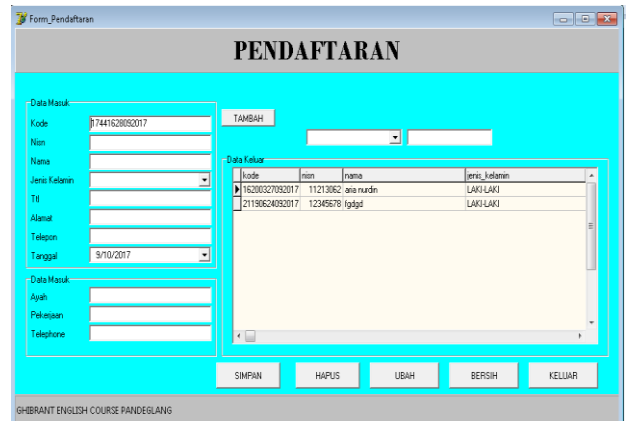 Form_Pendaftaran
PENDAFTARAN
Data Masuk
Kode 17441628092017
Nisn
Nama
Jenis Kelamin
Ttl
Alamat
Telepon
Tanggal 9/10/2017
Data Masuk
Ayah
Pekerjaan
Telephone
TAMBAH
Data Keluar
kode nisn nama jenis_kelamin
16200327092017 11213062 aria nurdin LAKI-LAKI
21190624092017 12345678 fgdgd LAKI-LAKI
SIMPAN HAPUS UBAH BERSIH KELUAR
GHIBRANT ENGLISH COURSE PANDEGLANG